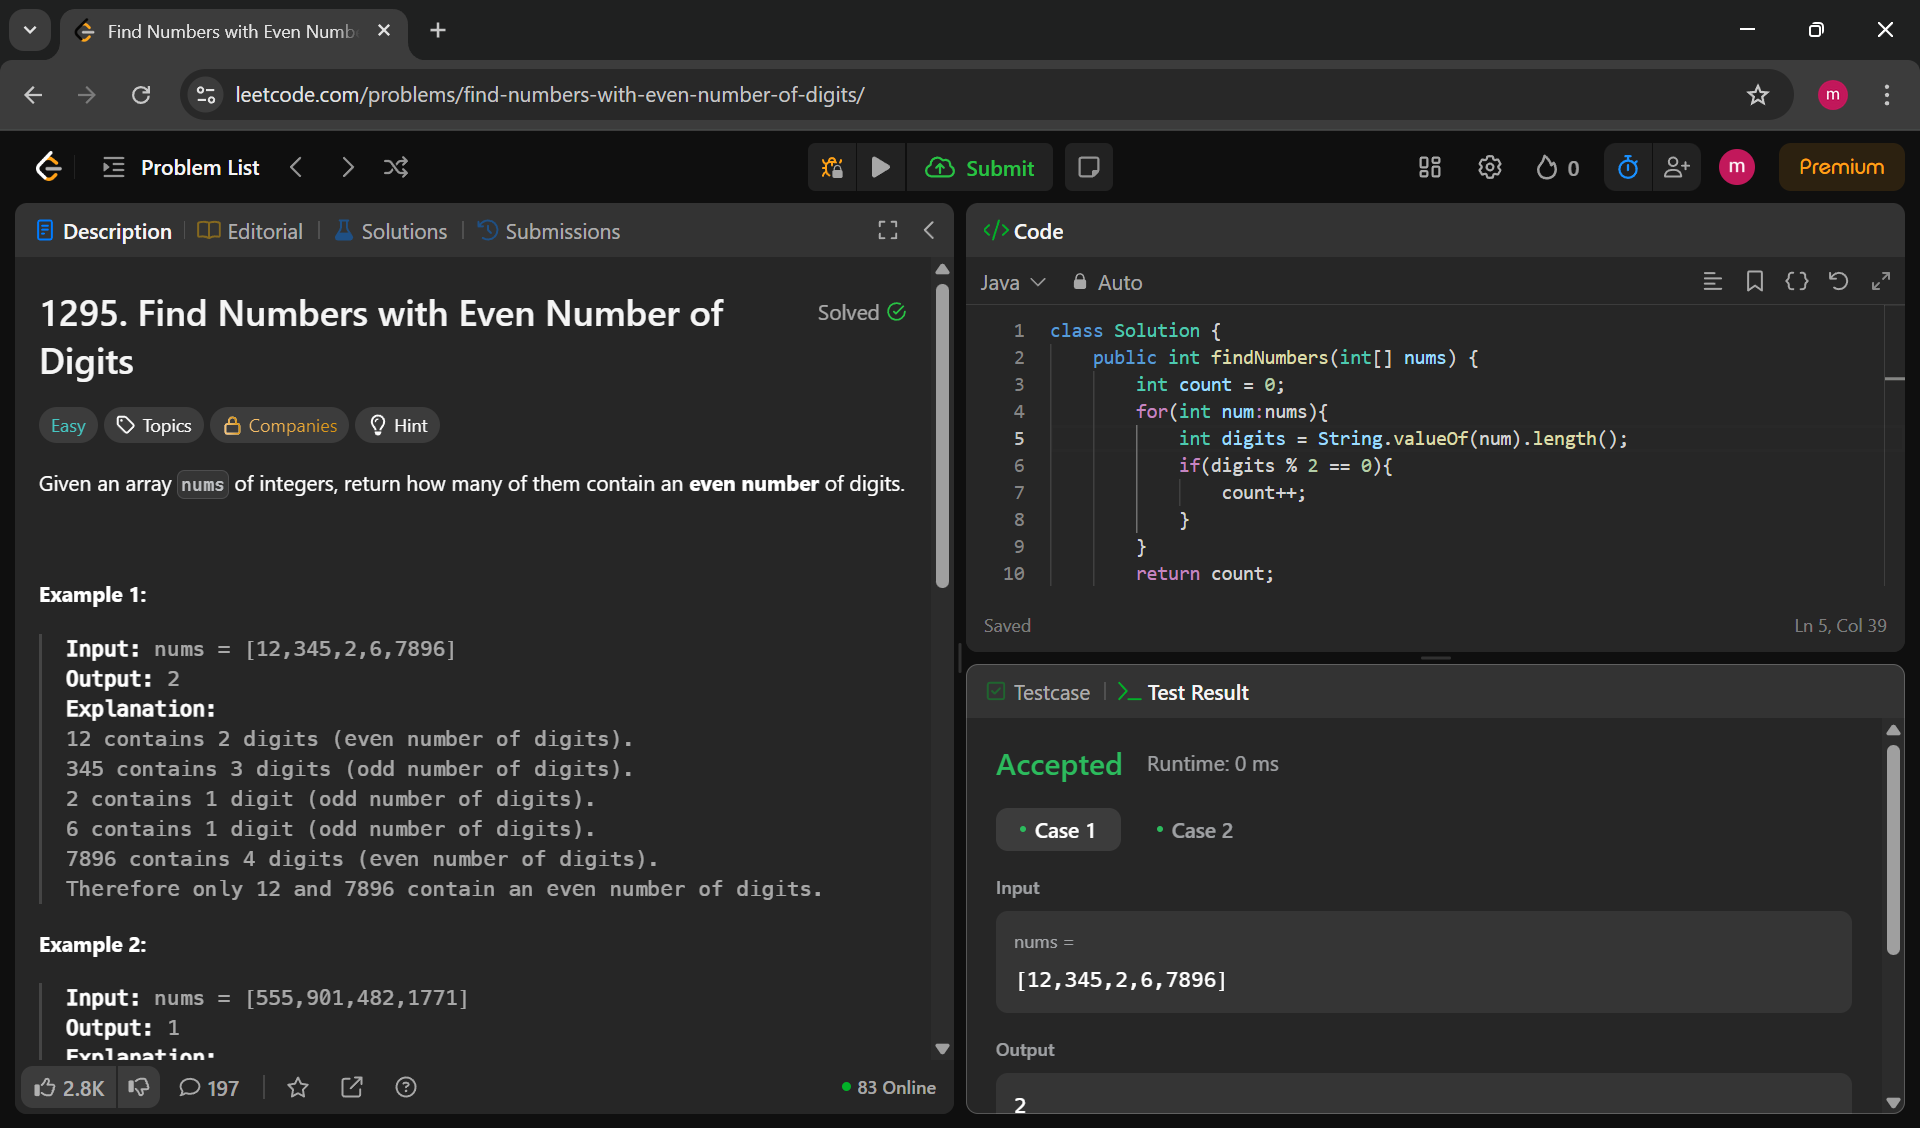 Find Numbers with Even Numb
leetcode.com/problems/find-numbers-with-even-number-of-digits/
m
Problem List
Submit
0
m
Premium
Description
Editorial
Solutions
Submissions
1295. Find Numbers with Even Number of
Digits
Solved
Easy
Topics
Companies
Hint
Given an array nums of integers, return how many of them contain an even number of digits.
Example 1:
Input: nums = [12,345,2,6,7896]
Output: 2
Explanation:
12 contains 2 digits (even number of digits).
345 contains 3 digits (odd number of digits).
2 contains 1 digit (odd number of digits).
6 contains 1 digit (odd number of digits).
7896 contains 4 digits (even number of digits).
Therefore only 12 and 7896 contain an even number of digits.
Example 2:
Input: nums = [555,901,482,1771]
Output: 1
Explanation:
2.8K
197
83 Online
</> Code
Java
Auto
1 class Solution {
2 public int findNumbers(int[] nums) {
3 int count = 0;
4 for(int num:nums){
5 int digits = String.valueOf(num).length();
6 if(digits % 2 == 0){
7 count++;
8 }
9 }
10 return count;
Saved
Ln 5, Col 39
Testcase
Test Result
Accepted
Runtime: 0 ms
Case 1
Case 2
Input
nums =
[12,345,2,6,7896]
Output
2